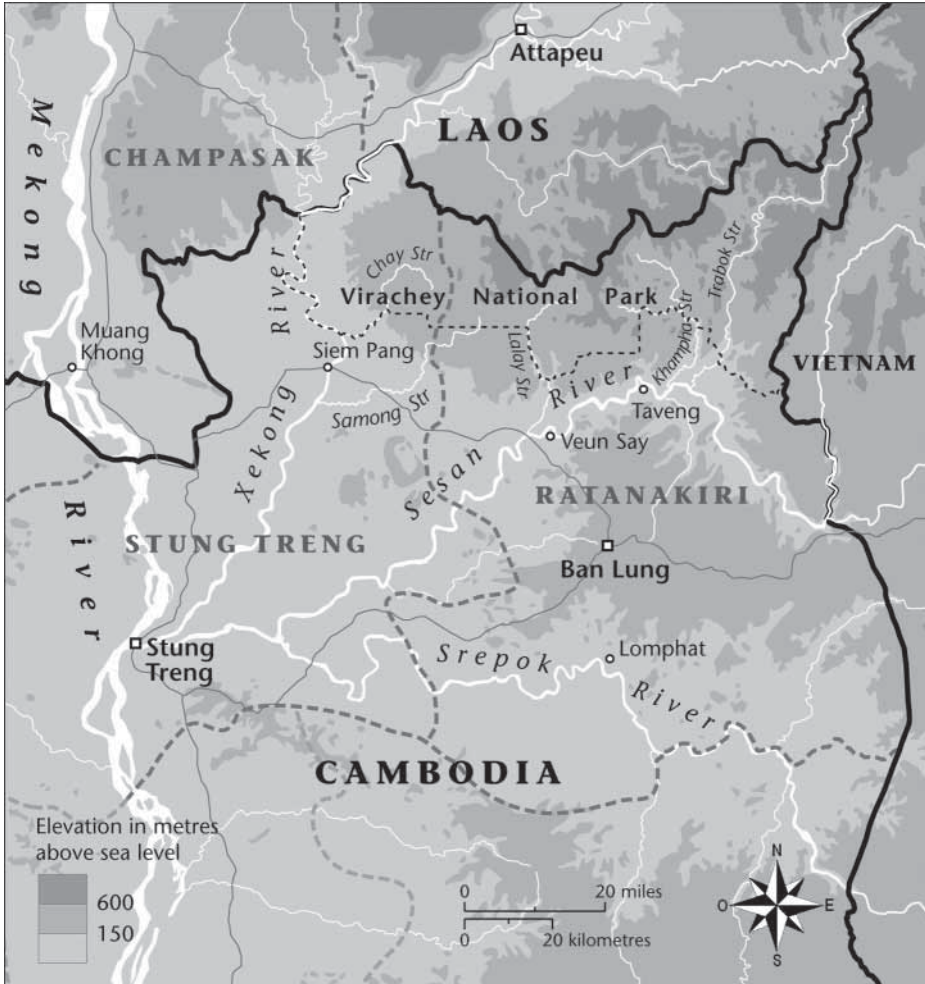 Attapeu
LAOS
CHAMPASAK
Mekong
River
River
Chay Str
Trabok Str
Virachey National Park
Khampha Str
Muang
Khong
Siem Pang
Lalay Str
River
VIETNAM
Samong Str
Taveng
Xekong
Veun Say
Sesan
RATANAKIRI
STUNG TRENG
Ban Lung
Stung
Treng
Srepok
Lomphat
River
CAMBODIA
Elevation in metres
above sea level
600
150
0 20 miles
0 20 kilometres
N
O E
S